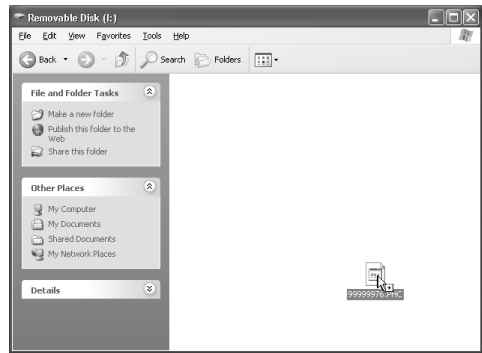 Removable Disk (I:)
File Edit View Favorites Tools Help
Back Search Folders
File and Folder Tasks
Make a new folder
Publish this folder to the
Web
Share this folder
Other Places
My Computer
My Documents
Shared Documents
My Network Places
Details
99999976.PHC